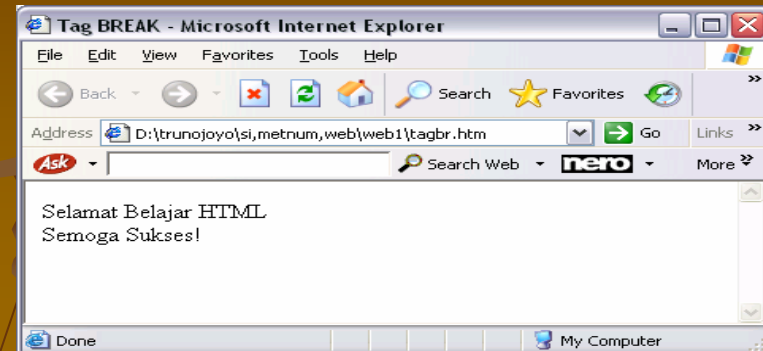 Tag BREAK - Microsoft Internet Explorer
File Edit View Favorites Tools Help
Back Search Favorites »
Address D:\trunojoyo\si,metnum,web\web1\tagbr.htm Go Links »
Ask Search Web nero More »
Selamat Belajar HTML
Semoga Sukses!
Done My Computer